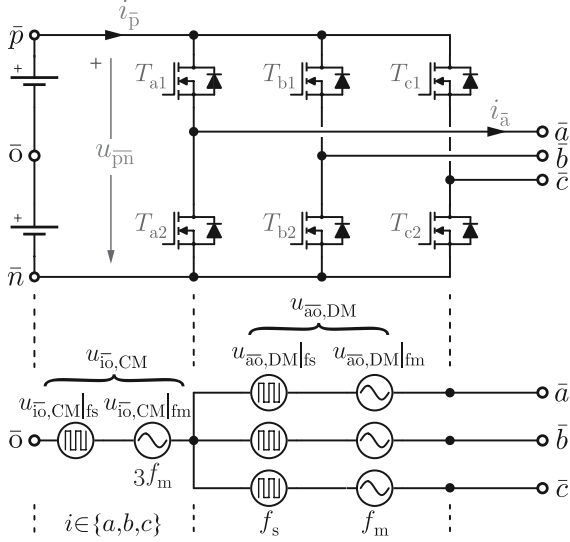 p̄ i_p̄
+ + T_a1 T_b1 T_c1
i_ā ā
ō u_p̄n̄ b̄
c̄
+ T_a2 T_b2 T_c2
n̄
u_āō,DM
u_īō,CM u_āō,DM|fs u_āō,DM|fm
ā
u_īō,CM|fs u_īō,CM|fm
ō b̄
3f_m
c̄
i∈{a,b,c} f_s f_m